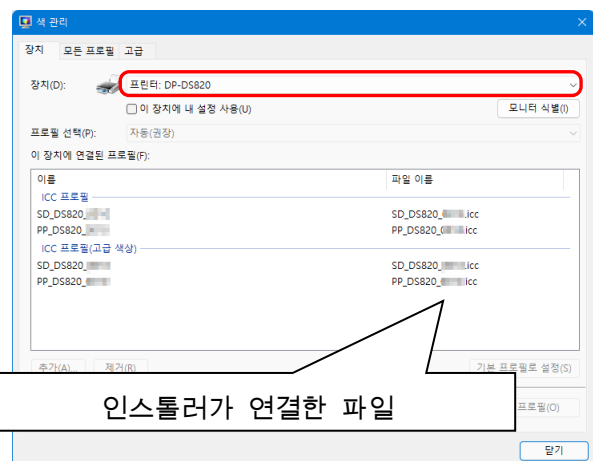 색 관리
장치 모든 프로필 고급
장치(D): 프린터: DP-DS820
이 장치에 내 설정 사용(U) 모니터 식별(I)
프로필 선택(P): 자동(권장)
이 장치에 연결된 프로필(F):
이름 파일 이름
ICC 프로필
SD_DS820_ SD_DS820_ .icc
PP_DS820_ PP_DS820_ .icc
ICC 프로필(고급 색상)
SD_DS820_ SD_DS820_ .icc
PP_DS820_ PP_DS820_ icc
추가(A)... 제거(R) 기본 프로필로 설정(S)
인스톨러가 연결한 파일
프로필(O)
닫기